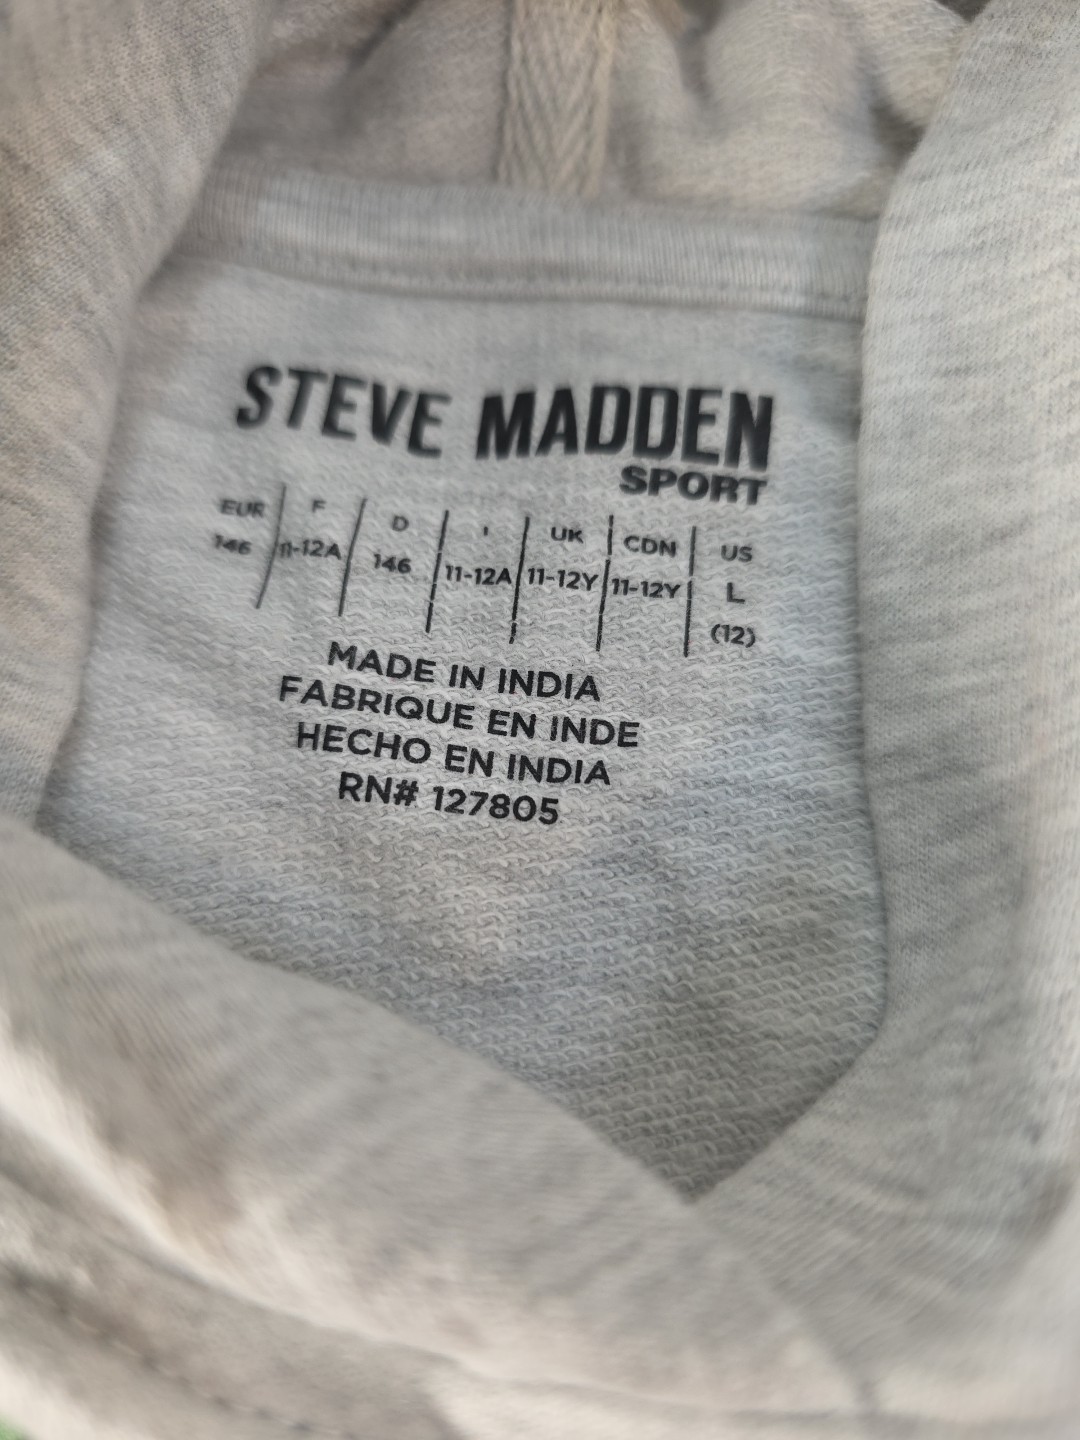 STEVE MADDEN
SPORT
EUR F D I UK CDN US
146 11-12A 146 11-12A 11-12Y 11-12Y L
(12)
MADE IN INDIA
FABRIQUE EN INDE
HECHO EN INDIA
RN# 127805